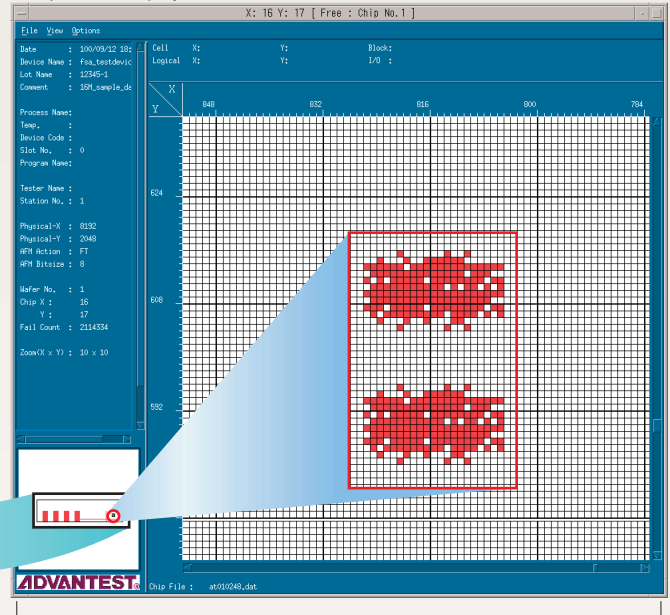 X: 16 Y: 17 [ Free : Chip No.1 ]
File View Options
Date : 100/09/12 18:
Device Name : fsa_testdevic
Lot Name : 12345-1
Comment : 16M_sample_da
Process Name:
Temp. :
Device Code :
Slot No. : 0
Program Name:
Tester Name :
Station No. : 1
Physical-X : 8192
Physical-Y : 2048
AFM Action : FT
AFM Bitsize : 8
Wafer No. : 1
Chip X : 16
Y : 17
Fail Count : 2114334
Zoom(X x Y) : 10 x 10
Cell X: Y: Block:
Logical X: Y: I/O :
X
Y
848 832 816 800 784
624
608
592
ADVANTEST
Chip File : at010248.dat